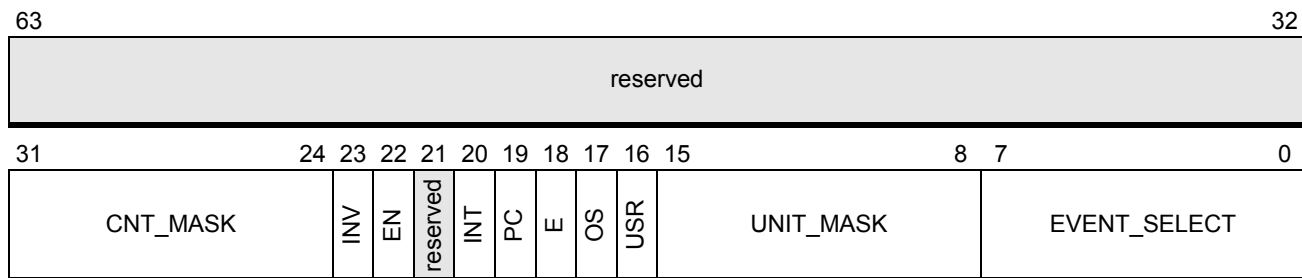 63 32
reserved
31 24 23 22 21 20 19 18 17 16 15 8 7 0
CNT_MASK INV EN reserved INT PC E OS USR UNIT_MASK EVENT_SELECT